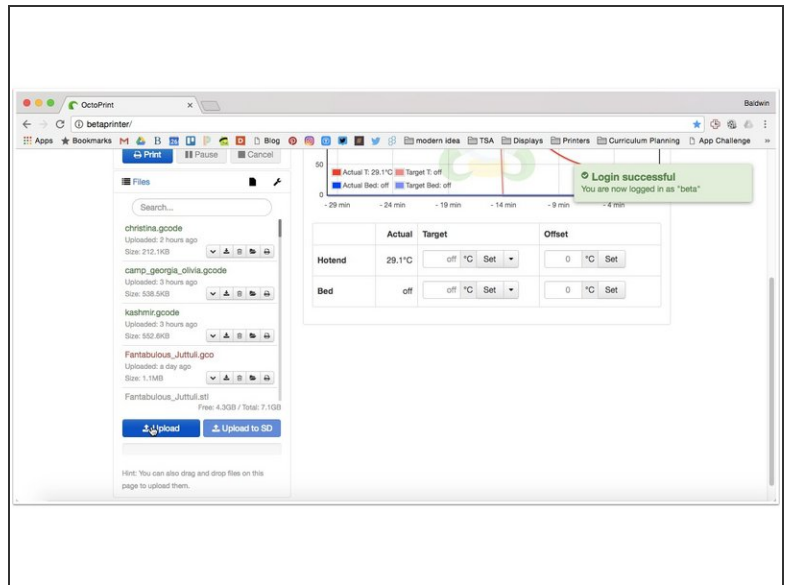 OctoPrint
Baldwin
betaprinter/
Apps Bookmarks Blog modern idea TSA Displays Printers Curriculum Planning App Challenge »
Print Pause Cancel
Files
Search...
christina.gcode
Uploaded: 2 hours ago
Size: 212.1KB
camp_georgia_olivia.gcode
Uploaded: 3 hours ago
Size: 538.5KB
kashmir.gcode
Uploaded: 3 hours ago
Size: 552.6KB
Fantabulous_Juttuli.gco
Uploaded: a day ago
Size: 1.1MB
Fantabulous_Juttuli.stl
Free: 4.3GB / Total: 7.1GB
Upload Upload to SD
Hint: You can also drag and drop files on this
page to upload them.
50
Actual T: 29.1°C Target T: off
Actual Bed: off Target Bed: off
0
- 29 min - 24 min - 19 min - 14 min - 9 min - 4 min
Login successful
You are now logged in as "beta"
Actual Target Offset
Hotend 29.1°C off °C Set 0 °C Set
Bed off off °C Set 0 °C Set